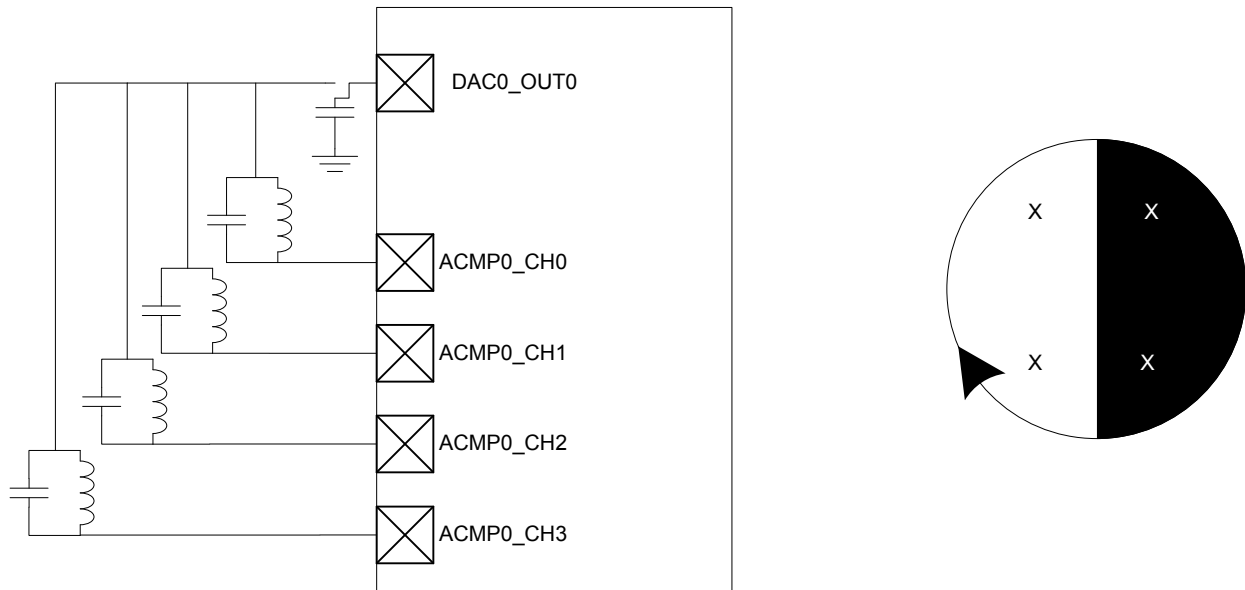 DAC0_OUT0
X X
ACMP0_CH0
ACMP0_CH1
X X
ACMP0_CH2
ACMP0_CH3